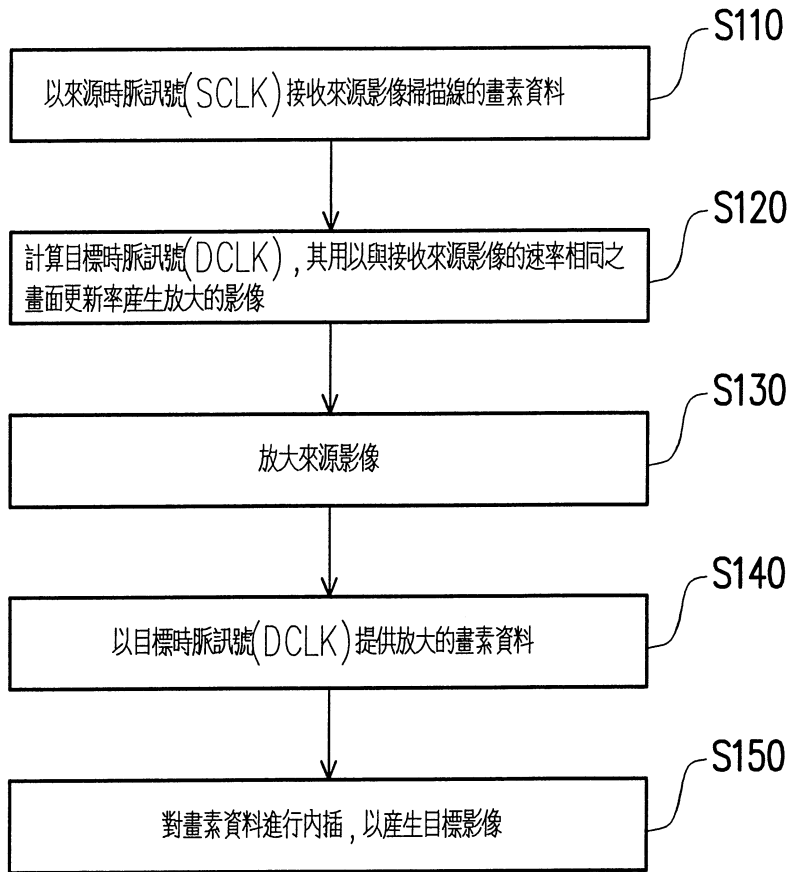 S110
以來源時脈訊號(SCLK)接收來源影像掃描線的畫素資料
S120
計算目標時脈訊號(DCLK),其用以與接收來源影像的速率相同之
畫面更新率產生放大的影像
S130
放大來源影像
S140
以目標時脈訊號(DCLK)提供放大的畫素資料
S150
對畫素資料進行內插,以產生目標影像